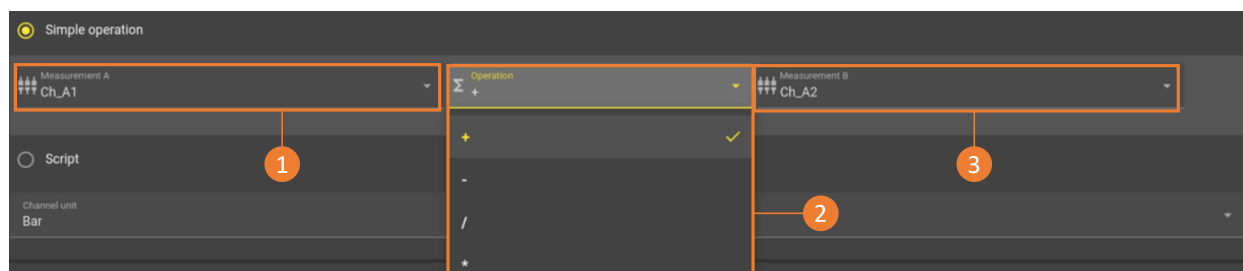 Simple operation
Measurement A
Ch_A1
Operation
Σ +
Measurement B
Ch_A2
+
-
/
*
Script
1
3
Channel unit
Bar
2